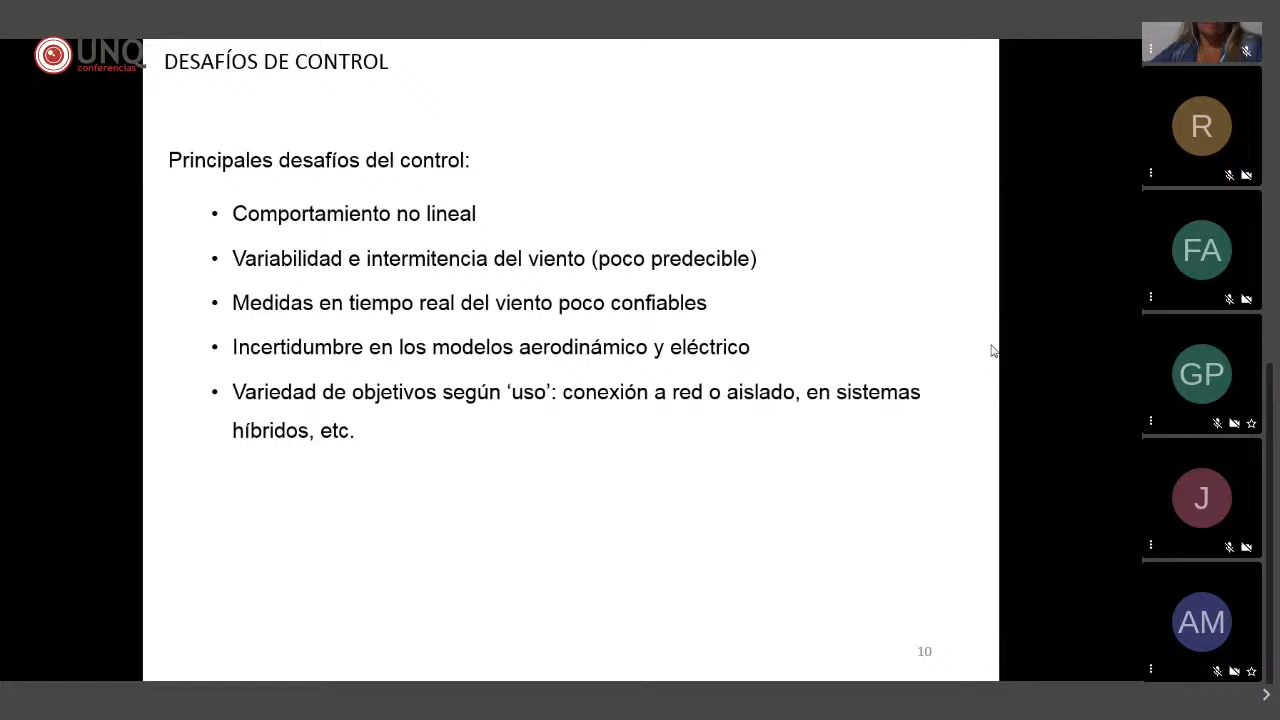 UNQ
conferencias
DESAFÍOS DE CONTROL
Principales desafíos del control:
• Comportamiento no lineal
• Variabilidad e intermitencia del viento (poco predecible)
• Medidas en tiempo real del viento poco confiables
• Incertidumbre en los modelos aerodinámico y eléctrico
• Variedad de objetivos según ‘uso’: conexión a red o aislado, en sistemas
híbridos, etc.
10
R
FA
GP
J
AM